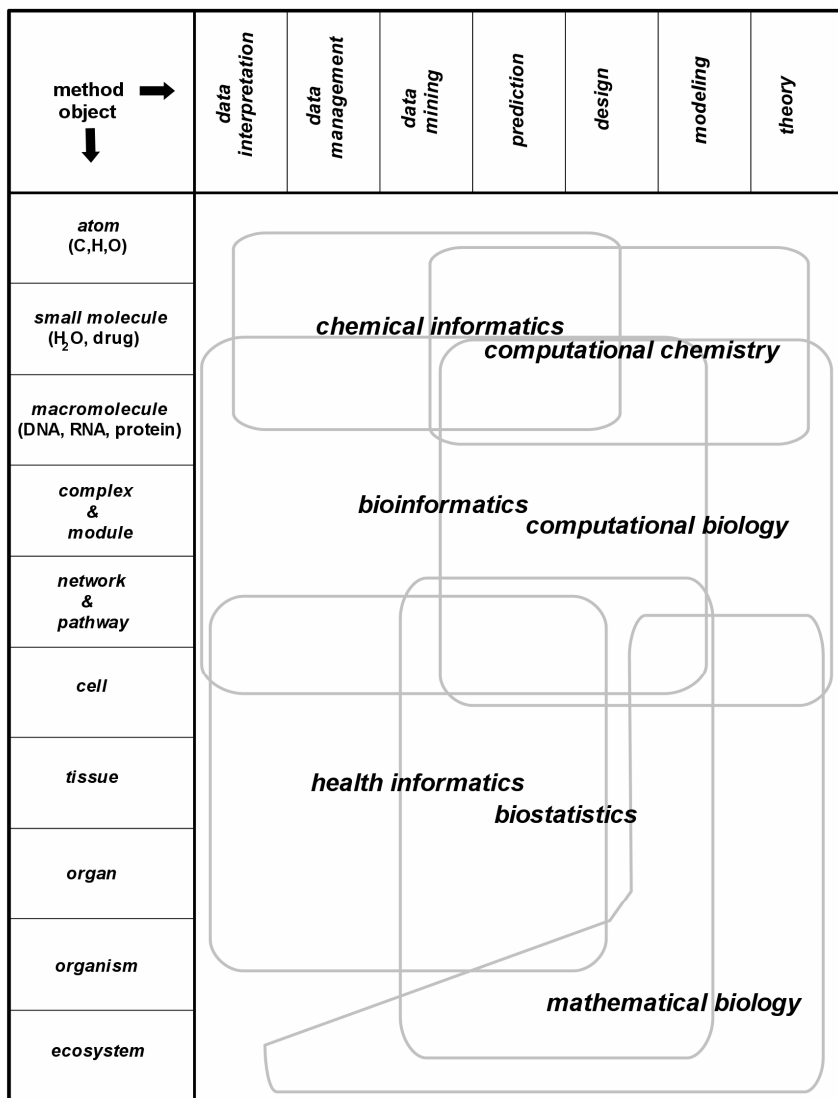 method
object
data
interpretation
data
management
data
mining
prediction
design
modeling
theory
atom
(C,H,O)
small molecule
(H2O, drug)
macromolecule
(DNA, RNA, protein)
complex
&
module
network
&
pathway
cell
tissue
organ
organism
ecosystem
chemical informatics
computational chemistry
bioinformatics
computational biology
health informatics
biostatistics
mathematical biology